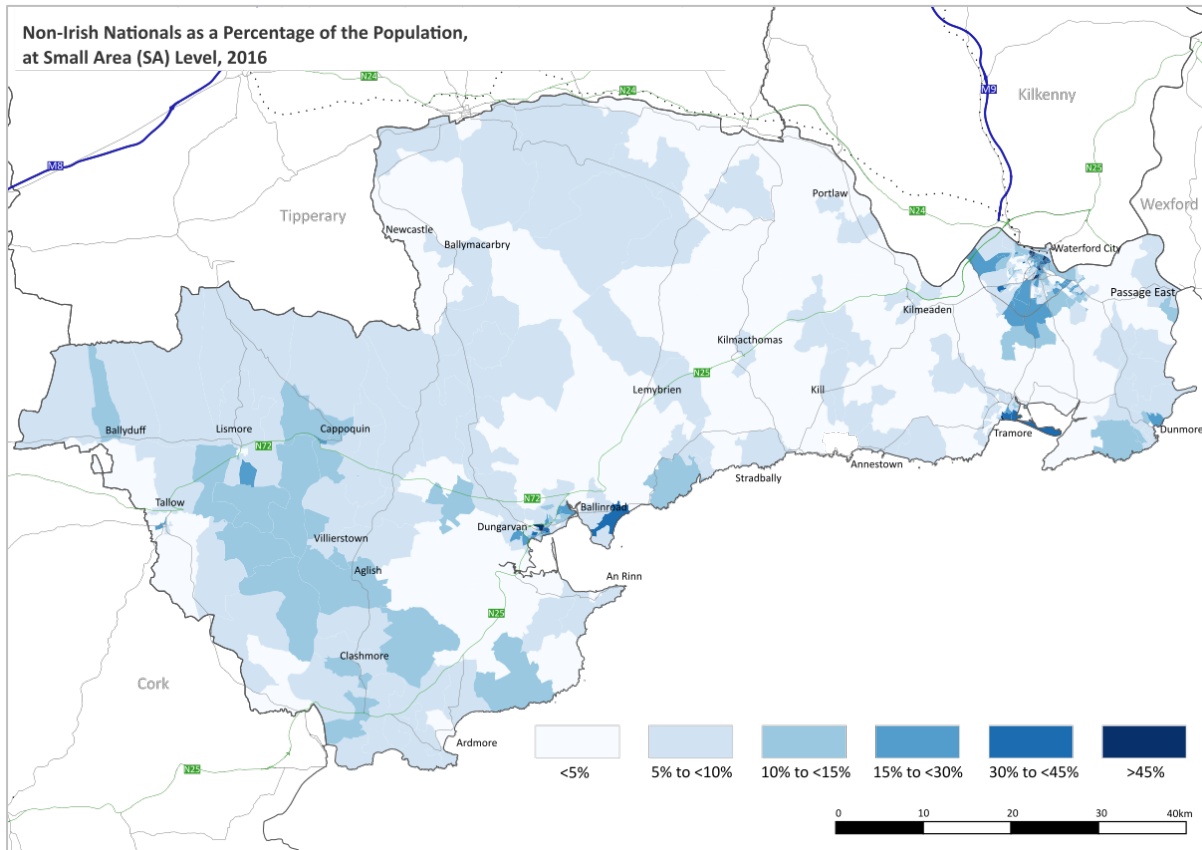 Non-Irish Nationals as a Percentage of the Population,
at Small Area (SA) Level, 2016
N24
N24
M9
Kilkenny
M8
N25
Portlaw
Wexford
Tipperary
N24
Newcastle
Ballymacarbry
Waterford City
Passage East
Kilmeaden
Kilmacthomas
N25
Lemybrien
Kill
Ballyduff
Lismore
Cappoquin
N72
Tramore
Dunmore
Annestown
Stradbally
Tallow
N72
Ballinroad
Dungarvan
Villierstown
Aglish
An Rinn
N25
Clashmore
Cork
Ardmore
N25
<5%
5% to <10%
10% to <15%
15% to <30%
30% to <45%
>45%
0 10 20 30 40km